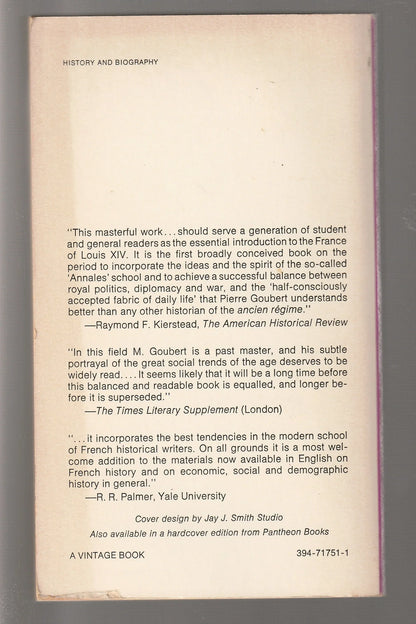 HISTORY AND BIOGRAPHY
"This masterful work...should serve a generation of student
and general readers as the essential introduction to the France
of Louis XIV. It is the first broadly conceived book on the
period to incorporate the ideas and the spirit of the so-called
'Annales' school and to achieve a successful balance between
royal politics, diplomacy and war, and the 'half-consciously
accepted fabric of daily life' that Pierre Goubert understands
better than any other historian of the ancien régime."
—Raymond F. Kierstead, The American Historical Review
"In this field M. Goubert is a past master, and his subtle
portrayal of the great social trends of the age deserves to be
widely read.... It seems likely that it will be a long time before
this balanced and readable book is equalled, and longer be-
fore it is superseded."
—The Times Literary Supplement (London)
"...it incorporates the best tendencies in the modern school
of French historical writers. On all grounds it is a most wel-
come addition to the materials now available in English on
French history and on economic, social and demographic
history in general."
—R. R. Palmer, Yale University
Cover design by Jay J. Smith Studio
Also available in a hardcover edition from Pantheon Books
A VINTAGE BOOK 394-71751-1